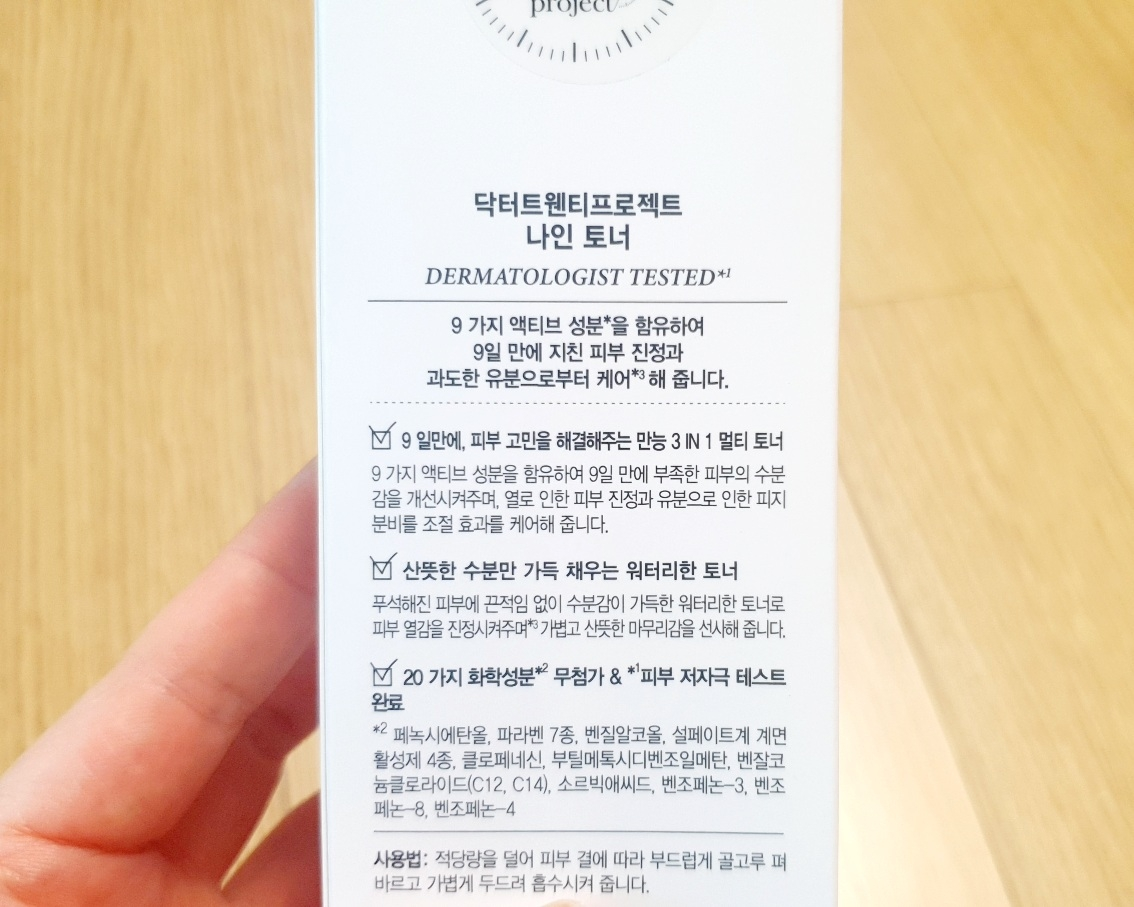 project
닥터트웬티프로젝트
나인 토너
DERMATOLOGIST TESTED*1
9 가지 액티브 성분*을 함유하여
9일 만에 지친 피부 진정과
과도한 유분으로부터 케어*3 해 줍니다.
9 일만에, 피부 고민을 해결해주는 만능 3 IN 1 멀티 토너
9 가지 액티브 성분을 함유하여 9일 만에 부족한 피부의 수분
감을 개선시켜주며, 열로 인한 피부 진정과 유분으로 인한 피지
분비를 조절 효과를 케어해 줍니다.
산뜻한 수분만 가득 채우는 워터리한 토너
푸석해진 피부에 끈적임 없이 수분감이 가득한 워터리한 토너로
피부 열감을 진정시켜주며*3 가볍고 산뜻한 마무리감을 선사해 줍니다.
20 가지 화학성분*2 무첨가 & *1피부 저자극 테스트
완료
*2 페녹시에탄올, 파라벤 7종, 벤질알코올, 설페이트계 계면
활성제 4종, 클로페네신, 부틸메톡시디벤조일메탄, 벤잘코
늄클로라이드(C12, C14), 소르빅애씨드, 벤조페논-3, 벤조
페논-8, 벤조페논-4
사용법: 적당량을 덜어 피부 결에 따라 부드럽게 골고루 펴
바르고 가볍게 두드려 흡수시켜 줍니다.